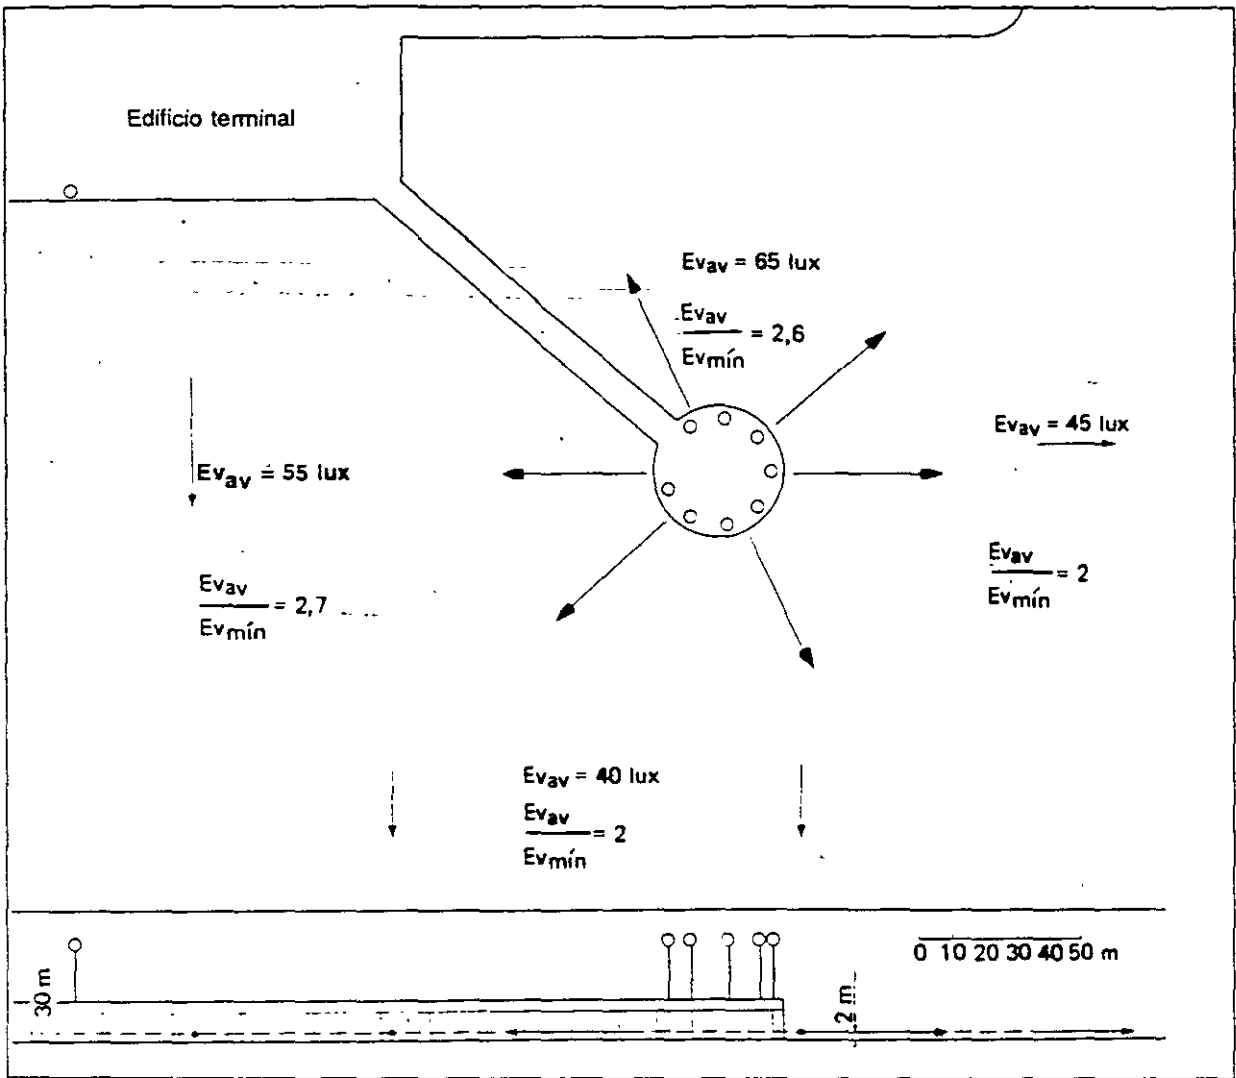 Edificio terminal
Ev_av = 65 lux
Ev_av
= 2,6
Ev_mín
Ev_av = 45 lux
Ev_av = 55 lux
Ev_av
= 2
Ev_mín
Ev_av
= 2,7
Ev_mín
Ev_av = 40 lux
Ev_av
= 2
Ev_mín
0 10 20 30 40 50 m
30 m
2 m